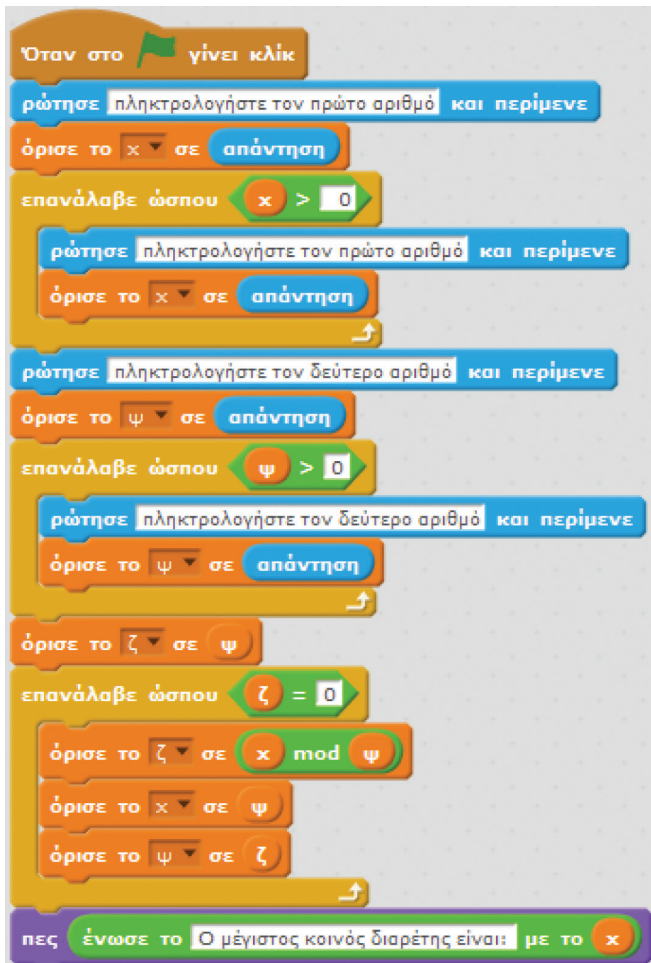 Όταν στο γίνει κλίκ
ρώτησε πληκτρολογήστε τον πρώτο αριθμό και περίμενε
όρισε το x σε απάντηση
επανάλαβε ώσπου x > 0
ρώτησε πληκτρολογήστε τον πρώτο αριθμό και περίμενε
όρισε το x σε απάντηση
ρώτησε πληκτρολογήστε τον δεύτερο αριθμό και περίμενε
όρισε το ψ σε απάντηση
επανάλαβε ώσπου ψ > 0
ρώτησε πληκτρολογήστε τον δεύτερο αριθμό και περίμενε
όρισε το ψ σε απάντηση
όρισε το ζ σε ψ
επανάλαβε ώσπου ζ = 0
όρισε το ζ σε x mod ψ
όρισε το x σε ψ
όρισε το ψ σε ζ
πες ένωσε το Ο μέγιστος κοινός διαρέτης είναι: με το x